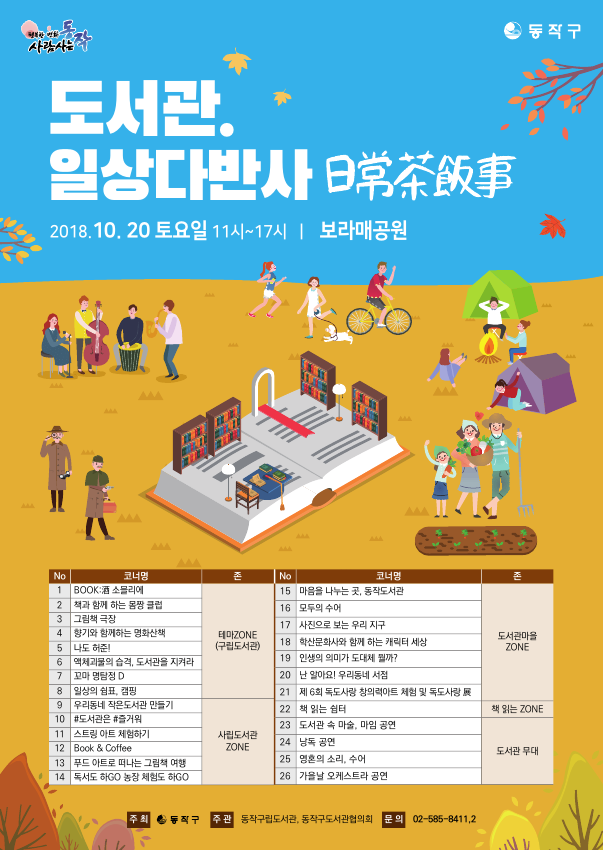 행복한 변화
사람사는 동작
동작구
도서관.
일상다반사 日常茶飯事
2018.10. 20 토요일 11시~17시 | 보라매공원
No 코너명 존
1 BOOK:酒 소믈리에
2 책과 함께 하는 몸짱 클럽
3 그림책 극장
4 향기와 함께하는 명화산책
5 나도 허준!
6 액체괴물의 습격, 도서관을 지켜라
7 꼬마 명탐정 D
8 일상의 쉼표, 캠핑
테마ZONE
(구립도서관)
9 우리동네 작은도서관 만들기
10 #도서관은 #즐거워
11 스트링 아트 체험하기
12 Book & Coffee
13 푸드 아트로 떠나는 그림책 여행
14 독서도 하GO 농장 체험도 하GO
사립도서관
ZONE
No 코너명 존
15 마음을 나누는 곳, 동작도서관
16 모두의 수어
17 사진으로 보는 우리 지구
18 학산문화사와 함께 하는 캐릭터 세상
19 인생의 의미가 도대체 뭘까?
20 난 알아요! 우리동네 서점
21 제 6회 독도사랑 창의력아트 체험 및 독도사랑 展
도서관마을
ZONE
22 책 읽는 쉼터
책 읽는 ZONE
23 도서관 속 마술, 마임 공연
24 낭독 공연
25 영혼의 소리, 수어
26 가을날 오케스트라 공연
도서관 무대
주최 동작구 주관 동작구립도서관, 동작구도서관협의회 문의 02-585-8411,2